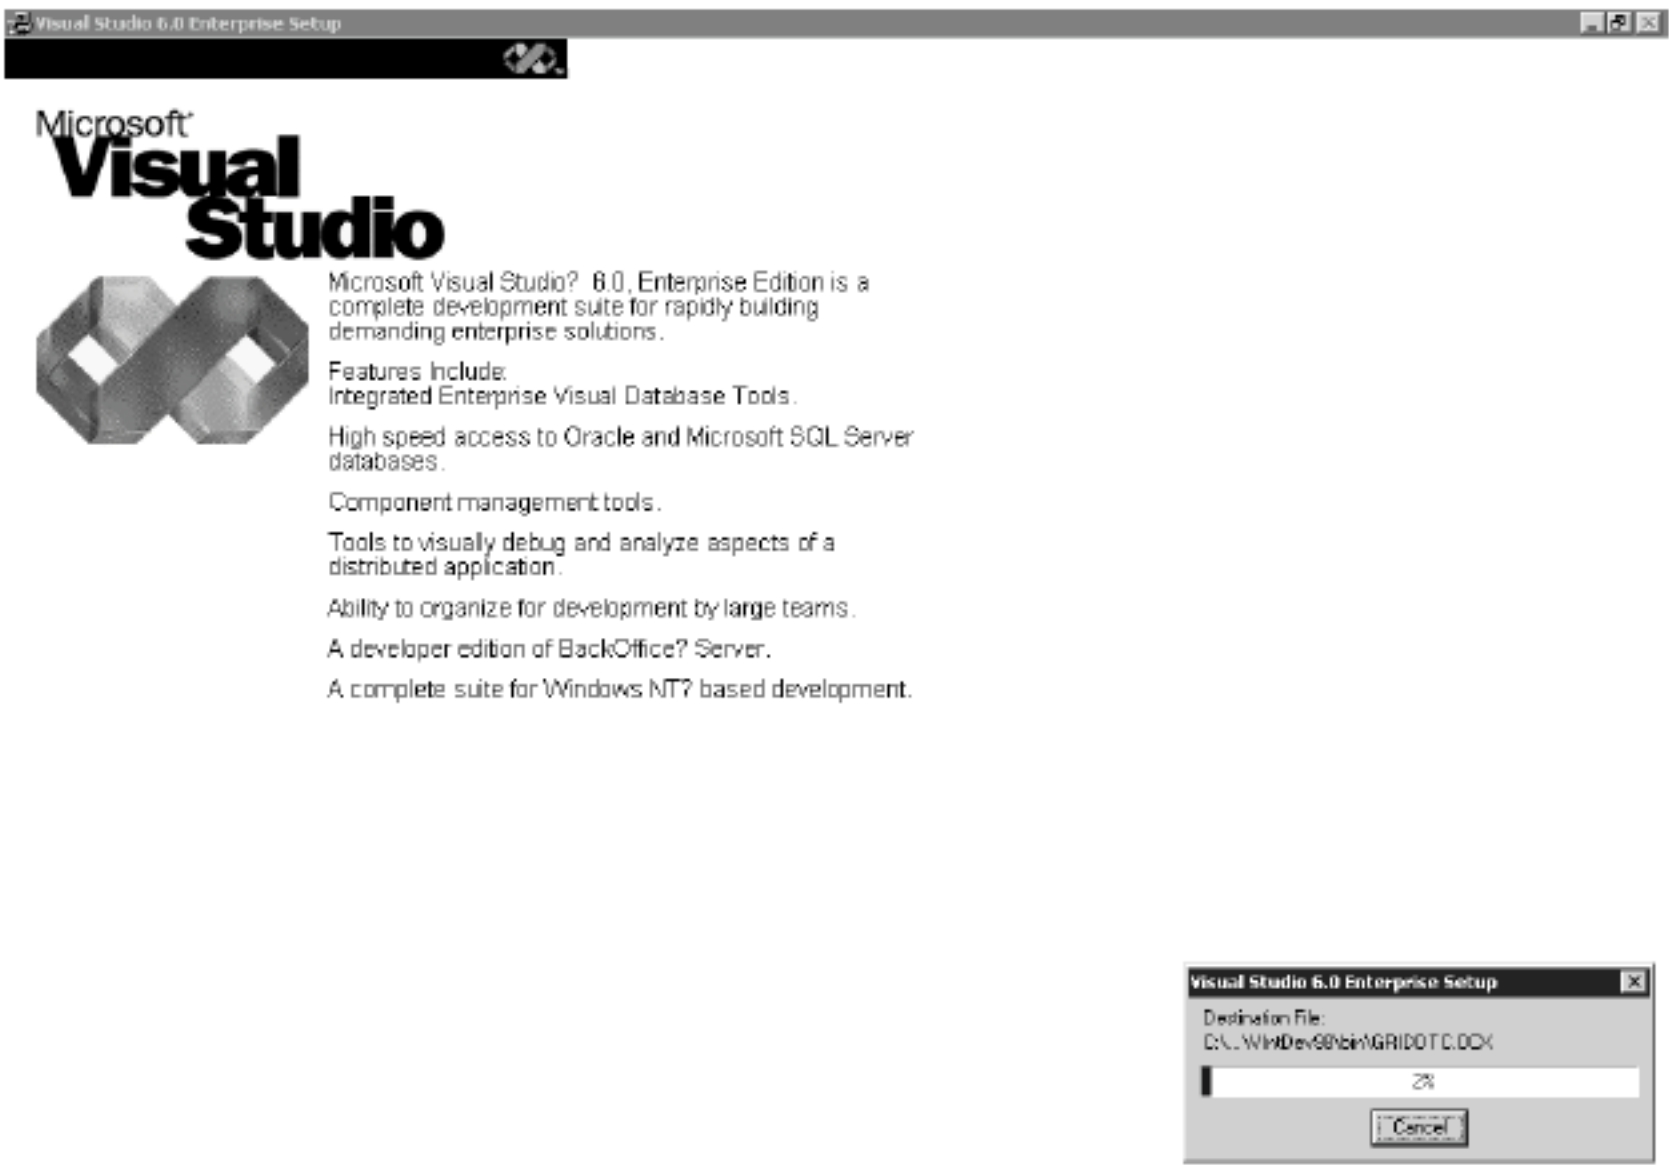 Visual Studio 6.0 Enterprise Setup
Microsoft
Visual
Studio
Microsoft Visual Studio? 6.0, Enterprise Edition is a
complete development suite for rapidly building
demanding enterprise solutions.
Features Include:
Integrated Enterprise Visual Database Tools.
High speed access to Oracle and Microsoft SQL Server
databases.
Component management tools.
Tools to visually debug and analyze aspects of a
distributed application.
Ability to organize for development by large teams.
A developer edition of BackOffice? Server.
A complete suite for Windows NT? based development.
Visual Studio 6.0 Enterprise Setup
Destination File:
2%
Cancel